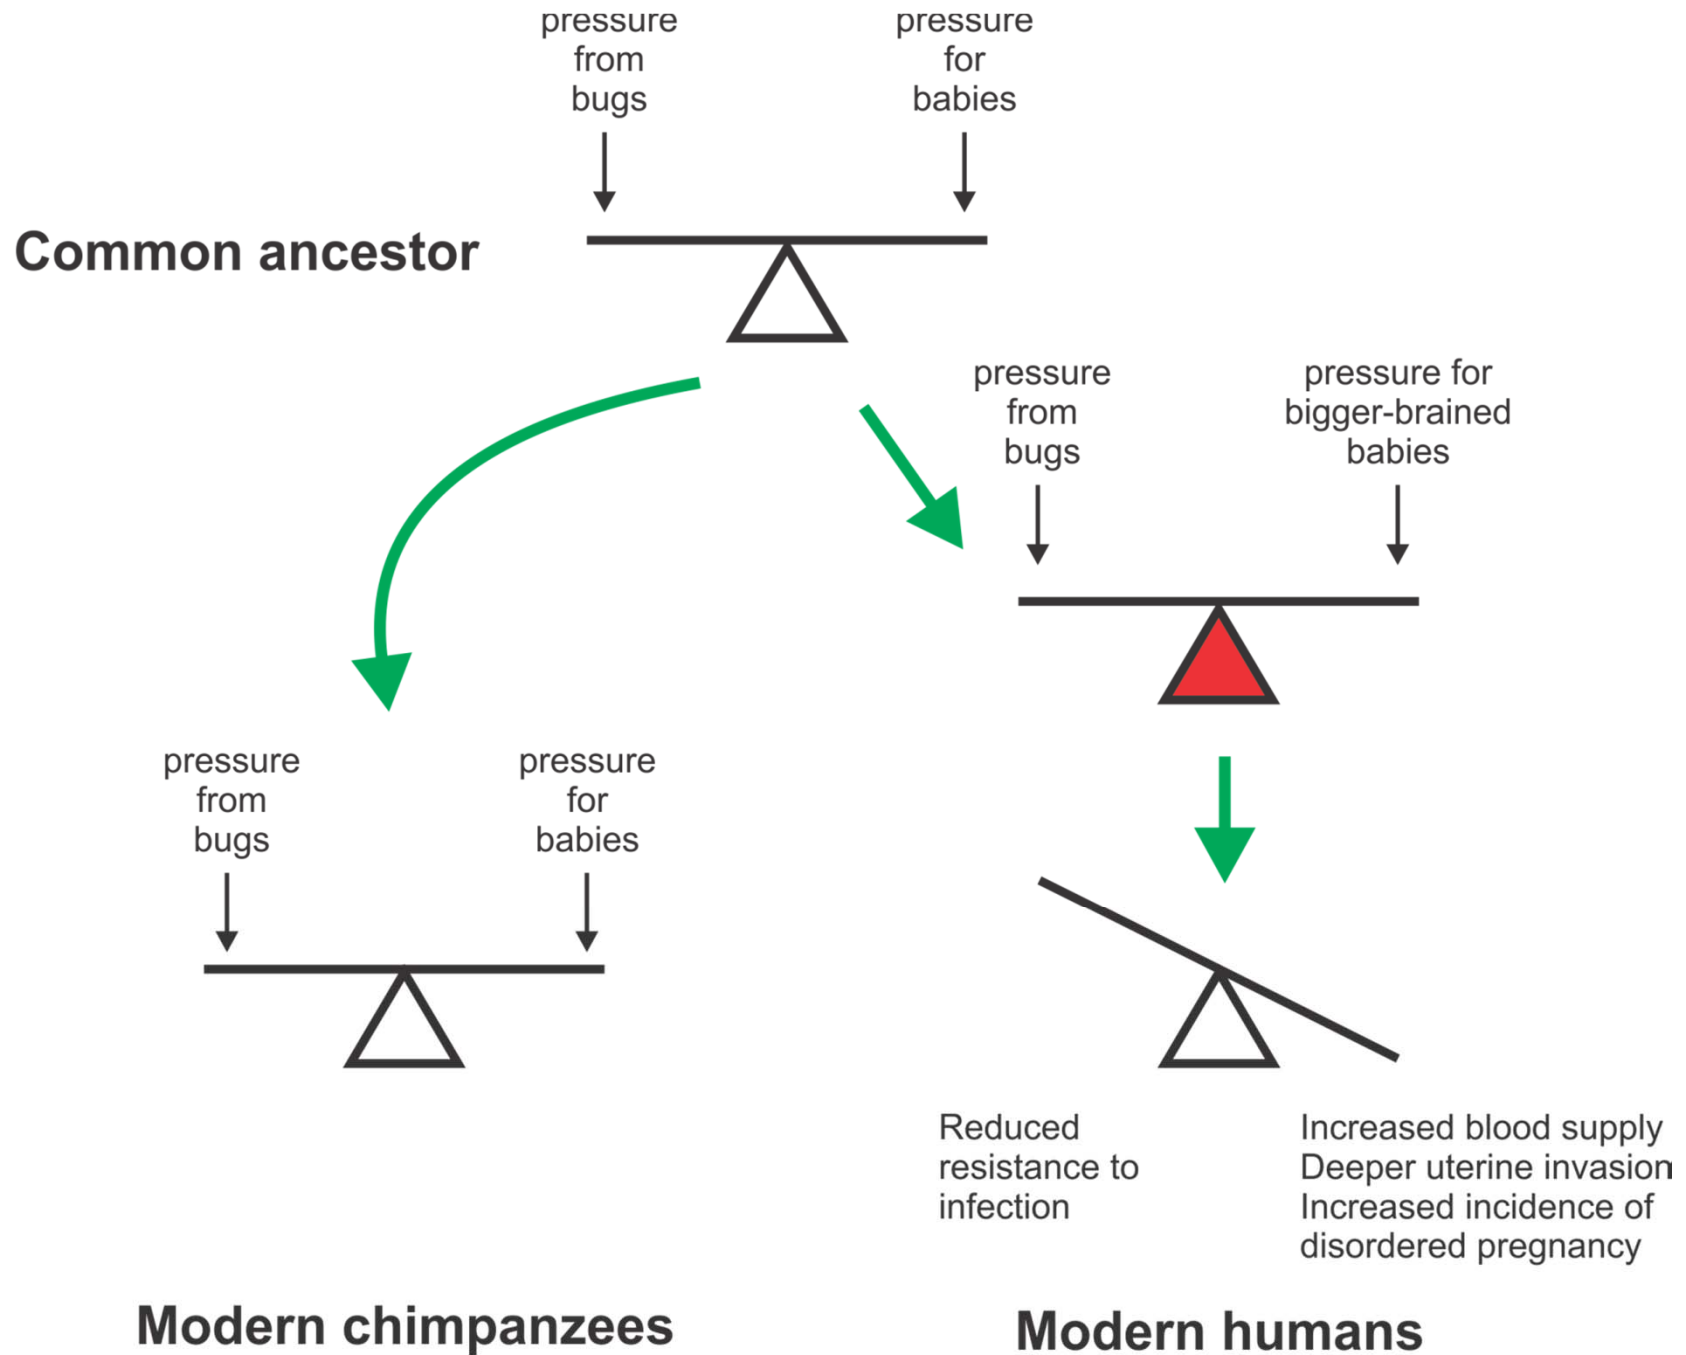 pressure
from
bugs
pressure
for
babies
Common ancestor
pressure
from
bugs
pressure for
bigger-brained
babies
pressure
from
bugs
pressure
for
babies
Reduced
resistance to
infection
Increased blood supply
Deeper uterine invasion
Increased incidence of
disordered pregnancy
Modern chimpanzees
Modern humans